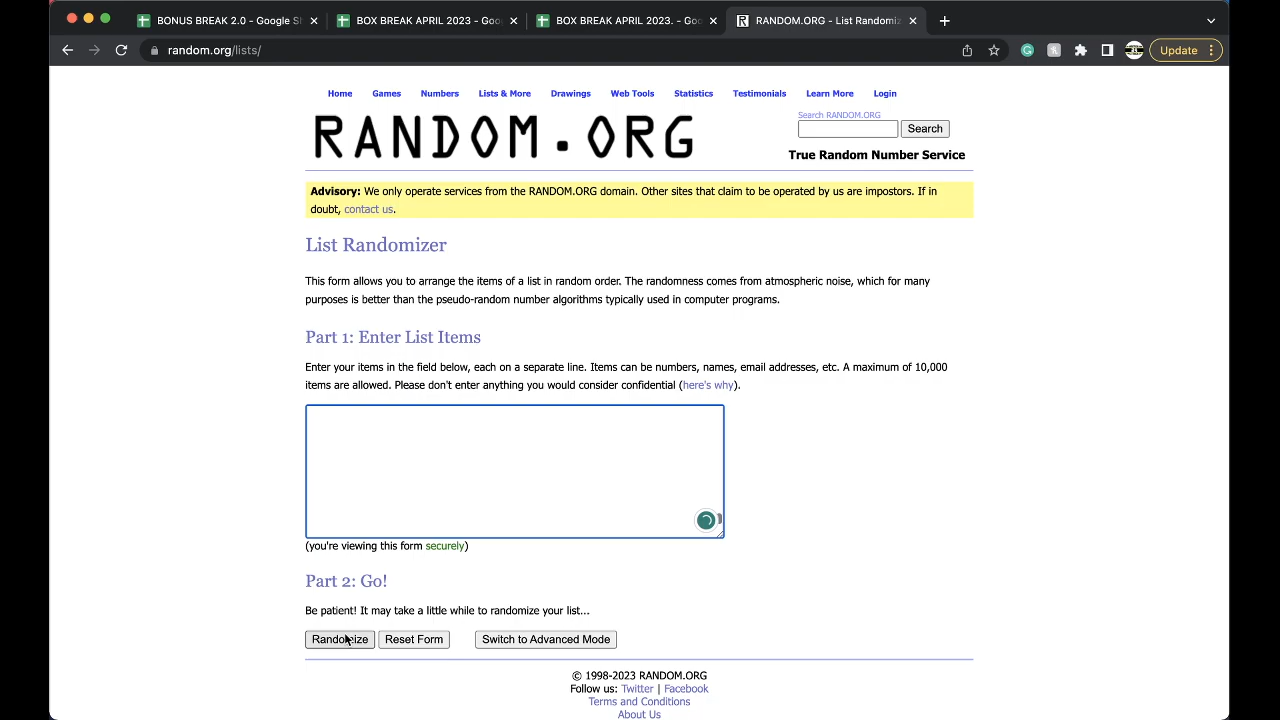 BONUS BREAK 2.0 - Google Sh
BOX BREAK APRIL 2023 - Goo
BOX BREAK APRIL 2023. - Goo
RANDOM.ORG - List Randomiz
random.org/lists/
Update
Home Games Numbers Lists & More Drawings Web Tools Statistics Testimonials Learn More Login
RANDOM.ORG
Search RANDOM.ORG
Search
True Random Number Service
Advisory: We only operate services from the RANDOM.ORG domain. Other sites that claim to be operated by us are impostors. If in
doubt, contact us.
List Randomizer
This form allows you to arrange the items of a list in random order. The randomness comes from atmospheric noise, which for many
purposes is better than the pseudo-random number algorithms typically used in computer programs.
Part 1: Enter List Items
Enter your items in the field below, each on a separate line. Items can be numbers, names, email addresses, etc. A maximum of 10,000
items are allowed. Please don't enter anything you would consider confidential (here's why).
(you're viewing this form securely)
Part 2: Go!
Be patient! It may take a little while to randomize your list...
Randomize Reset Form Switch to Advanced Mode
© 1998-2023 RANDOM.ORG
Follow us: Twitter | Facebook
Terms and Conditions
About Us